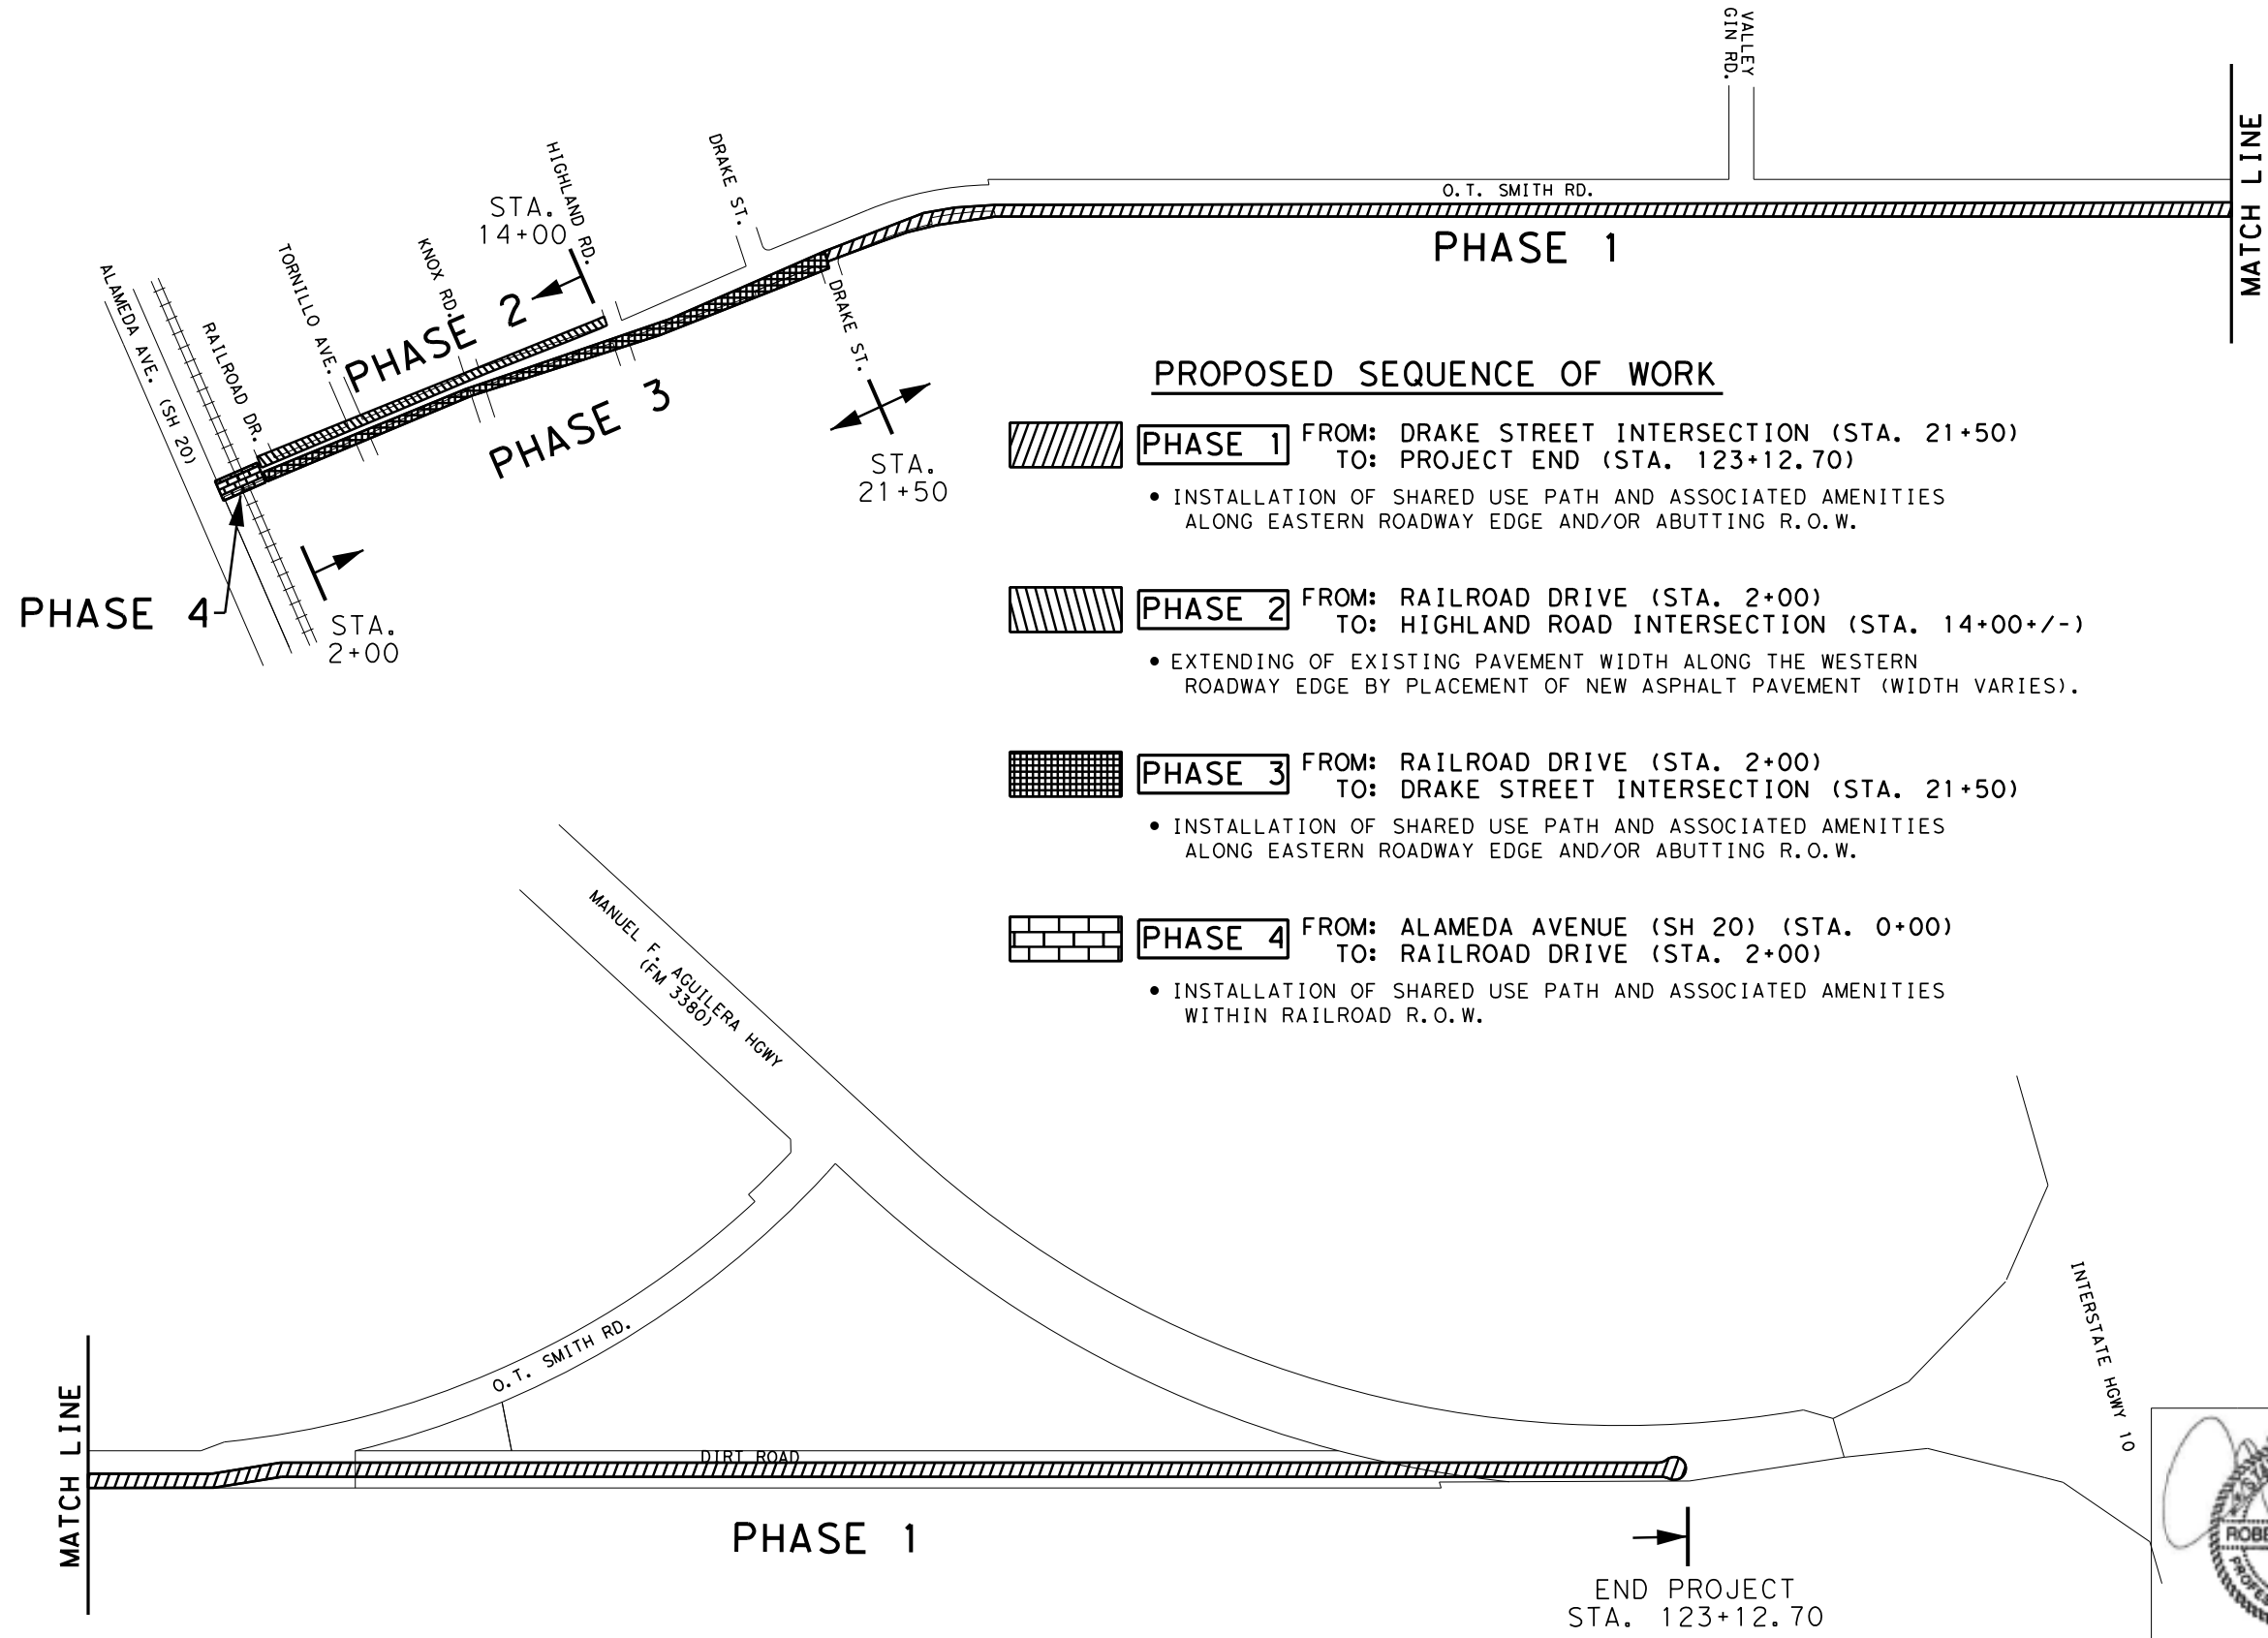 VALLEY
GIN RD.
MATCH LINE
O.T. SMITH RD.
PHASE 1
DRAKE ST.
HIGHLAND RD.
STA.
14+00
KNOX RD.
TORNILLO AVE.
PHASE 2
ALAMEDA AVE. (SH 20)
RAILROAD DR.
DRAKE ST.
PHASE 3
STA.
21+50
PHASE 4
STA.
2+00
PROPOSED SEQUENCE OF WORK
PHASE 1 FROM: DRAKE STREET INTERSECTION (STA. 21+50)
TO: PROJECT END (STA. 123+12.70)
• INSTALLATION OF SHARED USE PATH AND ASSOCIATED AMENITIES
ALONG EASTERN ROADWAY EDGE AND/OR ABUTTING R.O.W.
PHASE 2 FROM: RAILROAD DRIVE (STA. 2+00)
TO: HIGHLAND ROAD INTERSECTION (STA. 14+00+/-)
• EXTENDING OF EXISTING PAVEMENT WIDTH ALONG THE WESTERN
ROADWAY EDGE BY PLACEMENT OF NEW ASPHALT PAVEMENT (WIDTH VARIES).
PHASE 3 FROM: RAILROAD DRIVE (STA. 2+00)
TO: DRAKE STREET INTERSECTION (STA. 21+50)
• INSTALLATION OF SHARED USE PATH AND ASSOCIATED AMENITIES
ALONG EASTERN ROADWAY EDGE AND/OR ABUTTING R.O.W.
PHASE 4 FROM: ALAMEDA AVENUE (SH 20) (STA. 0+00)
TO: RAILROAD DRIVE (STA. 2+00)
• INSTALLATION OF SHARED USE PATH AND ASSOCIATED AMENITIES
WITHIN RAILROAD R.O.W.
MANUEL F. AGUILERA HGWY
(FM 3380)
INTERSTATE HGWY 10
O.T. SMITH RD.
MATCH LINE
DIRT ROAD
PHASE 1
END PROJECT
STA. 123+12.70